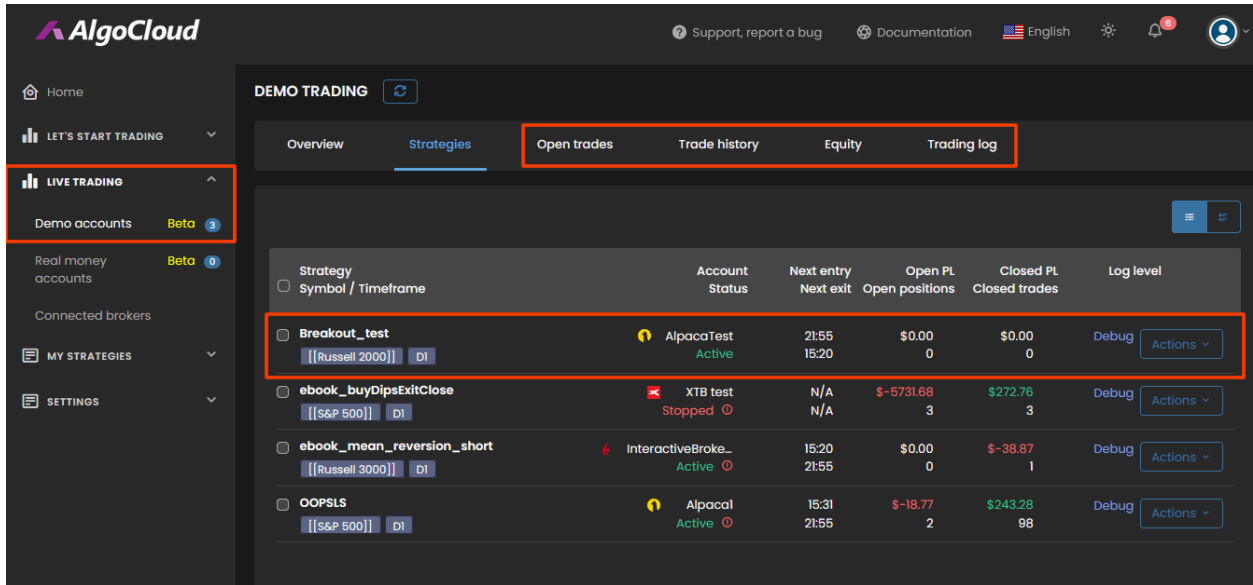 AlgoCloud
Support, report a bug
Documentation
English
6
Home
LET'S START TRADING
LIVE TRADING
Demo accounts Beta 3
Real money accounts Beta 0
Connected brokers
MY STRATEGIES
SETTINGS
DEMO TRADING
Overview Strategies Open trades Trade history Equity Trading log
Strategy Account Next entry Open PL Closed PL Log level
Symbol / Timeframe Status Next exit Open positions Closed trades
Breakout_test AlpacaTest 21:55 $0.00 $0.00 Debug Actions
[[Russell 2000]] D1 Active 15:20 0 0
ebook_buyDipsExitClose XTB test N/A $-5731.68 $272.76 Debug Actions
[[S&P 500]] D1 Stopped N/A 3 3
ebook_mean_reversion_short InteractiveBroke... 15:20 $0.00 $-38.87 Debug Actions
[[Russell 3000]] D1 Active 21:55 0 1
OOPSLS Alpaca1 15:31 $-18.77 $243.28 Debug Actions
[[S&P 500]] D1 Active 21:55 2 98